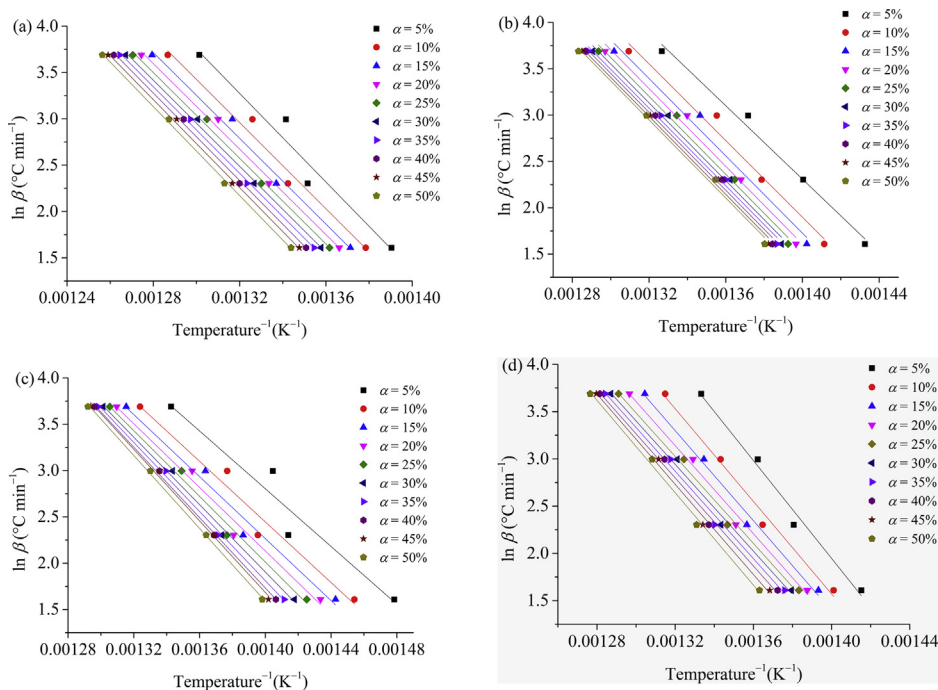 (a)
4.0
3.5
3.0
2.5
2.0
1.5
ln β (°C min⁻¹)
0.00124 0.00128 0.00132 0.00136 0.00140
Temperature⁻¹(K⁻¹)
α = 5%
α = 10%
α = 15%
α = 20%
α = 25%
α = 30%
α = 35%
α = 40%
α = 45%
α = 50%
(b)
4.0
3.5
3.0
2.5
2.0
1.5
ln β (°C min⁻¹)
0.00128 0.00132 0.00136 0.00140 0.00144
Temperature⁻¹(K⁻¹)
α = 5%
α = 10%
α = 15%
α = 20%
α = 25%
α = 30%
α = 35%
α = 40%
α = 45%
α = 50%
(c)
4.0
3.5
3.0
2.5
2.0
1.5
ln β (°C min⁻¹)
0.00128 0.00132 0.00136 0.00140 0.00144 0.00148
Temperature⁻¹(K⁻¹)
α = 5%
α = 10%
α = 15%
α = 20%
α = 25%
α = 30%
α = 35%
α = 40%
α = 45%
α = 50%
(d)
4.0
3.5
3.0
2.5
2.0
1.5
ln β (°C min⁻¹)
0.00128 0.00132 0.00136 0.00140 0.00144
Temperature⁻¹(K⁻¹)
α = 5%
α = 10%
α = 15%
α = 20%
α = 25%
α = 30%
α = 35%
α = 40%
α = 45%
α = 50%